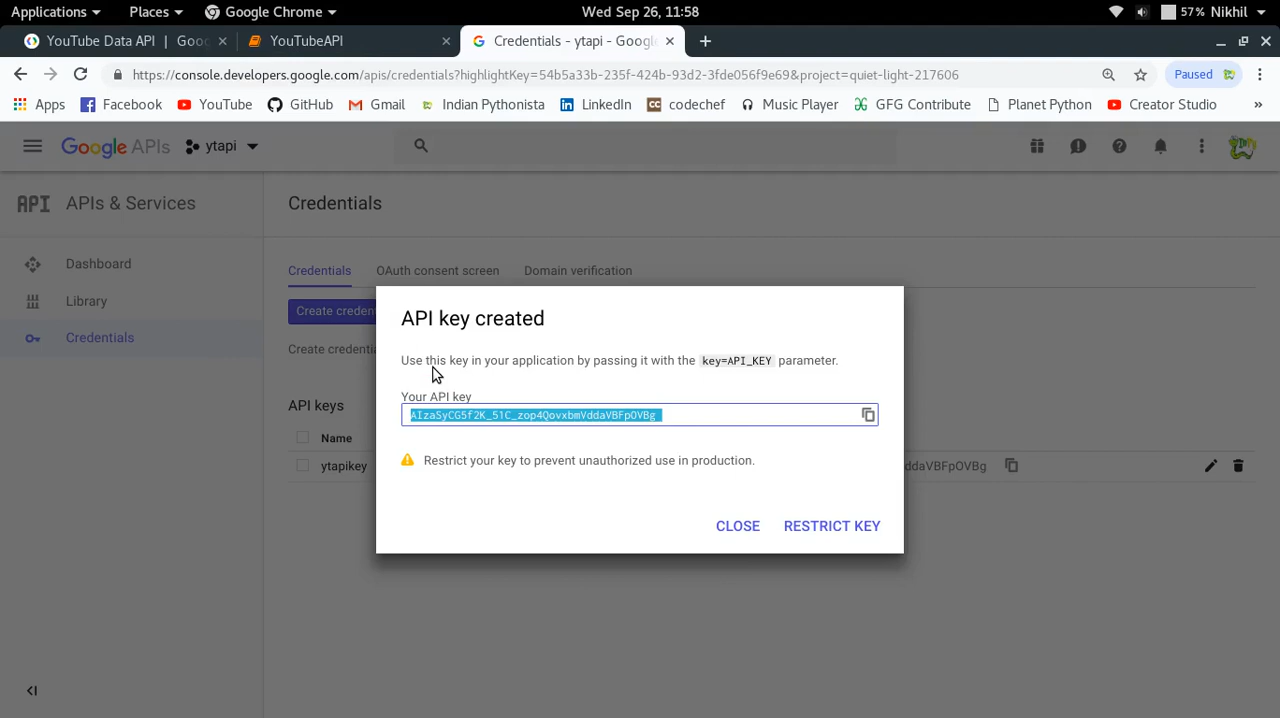 Applications Places Google Chrome Wed Sep 26, 11:58 57% Nikhil
YouTube Data API | Goo YouTubeAPI Credentials - ytapi - Google
https://console.developers.google.com/apis/credentials?highlightKey=54b5a33b-235f-424b-93d2-3fde056f9e69&project=quiet-light-217606 Paused
Apps Facebook YouTube GitHub Gmail Indian Pythonista LinkedIn codechef Music Player GFG Contribute Planet Python Creator Studio »
Google APIs ytapi
API APIs & Services Credentials
Dashboard
Library
Credentials
Credentials OAuth consent screen Domain verification
Create creden
Create credentia
API keys
Name
ytapikey ddaVBFpOVBg
API key created
Use this key in your application by passing it with the key=API_KEY parameter.
Your API key
AIzaSyCG5f2K_51C_zop4QovxbmVddaVBFpOVBg
Restrict your key to prevent unauthorized use in production.
CLOSE RESTRICT KEY